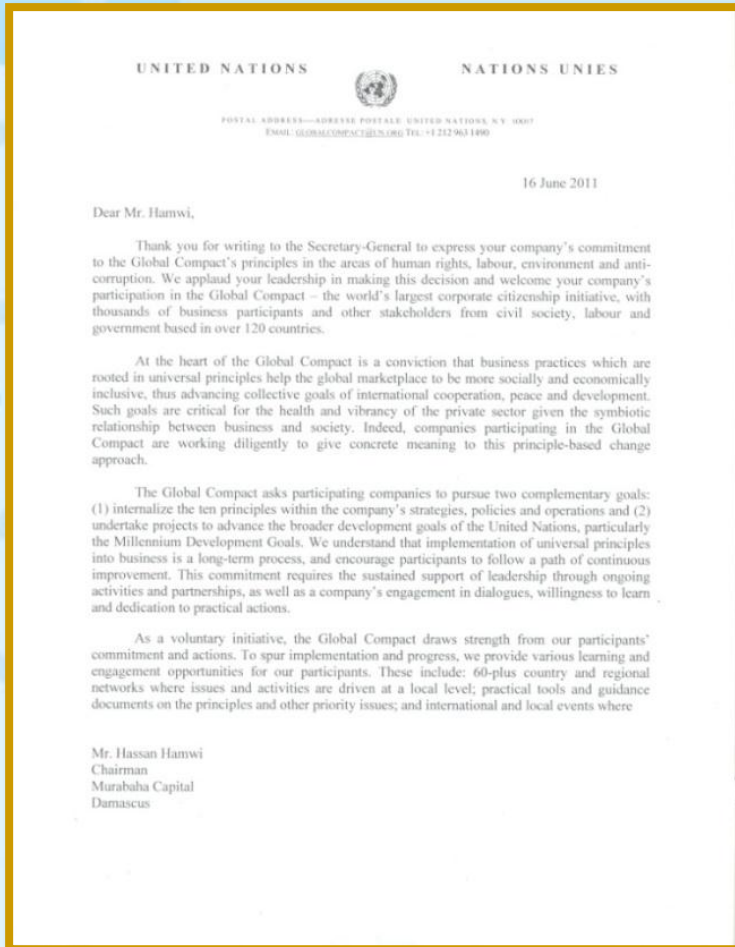 UNITED NATIONS NATIONS UNIES
POSTAL ADDRESS—ADRESSE POSTALE: UNITED NATIONS, N.Y. 10017
EMAIL: GLOBALCOMPACT@UN.ORG TEL: +1 212 963-1490
16 June 2011
Dear Mr. Hamwi,
Thank you for writing to the Secretary-General to express your company's commitment
to the Global Compact's principles in the areas of human rights, labour, environment and anti-
corruption. We applaud your leadership in making this decision and welcome your company's
participation in the Global Compact – the world's largest corporate citizenship initiative, with
thousands of business participants and other stakeholders from civil society, labour and
government based in over 120 countries.
At the heart of the Global Compact is a conviction that business practices which are
rooted in universal principles help the global marketplace to be more socially and economically
inclusive, thus advancing collective goals of international cooperation, peace and development.
Such goals are critical for the health and vibrancy of the private sector given the symbiotic
relationship between business and society. Indeed, companies participating in the Global
Compact are working diligently to give concrete meaning to this principle-based change
approach.
The Global Compact asks participating companies to pursue two complementary goals:
(1) internalize the ten principles within the company's strategies, policies and operations and (2)
undertake projects to advance the broader development goals of the United Nations, particularly
the Millennium Development Goals. We understand that implementation of universal principles
into business is a long-term process, and encourage participants to follow a path of continuous
improvement. This commitment requires the sustained support of leadership through ongoing
activities and partnerships, as well as a company's engagement in dialogues, willingness to learn
and dedication to practical actions.
As a voluntary initiative, the Global Compact draws strength from our participants'
commitment and actions. To spur implementation and progress, we provide various learning and
engagement opportunities for our participants. These include: 60-plus country and regional
networks where issues and activities are driven at a local level; practical tools and guidance
documents on the principles and other priority issues; and international and local events where
Mr. Hassan Hamwi
Chairman
Murabaha Capital
Damascus